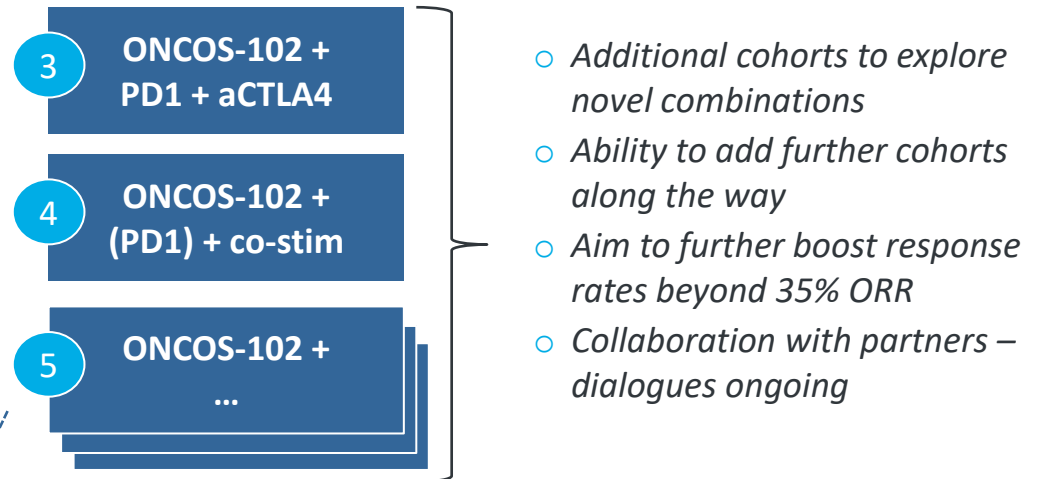 3
ONCOS-102 +
PD1 + aCTLA4
4
ONCOS-102 +
(PD1) + co-stim
5
ONCOS-102 +
...
○ Additional cohorts to explore
novel combinations
○ Ability to add further cohorts
along the way
○ Aim to further boost response
rates beyond 35% ORR
○ Collaboration with partners –
dialogues ongoing